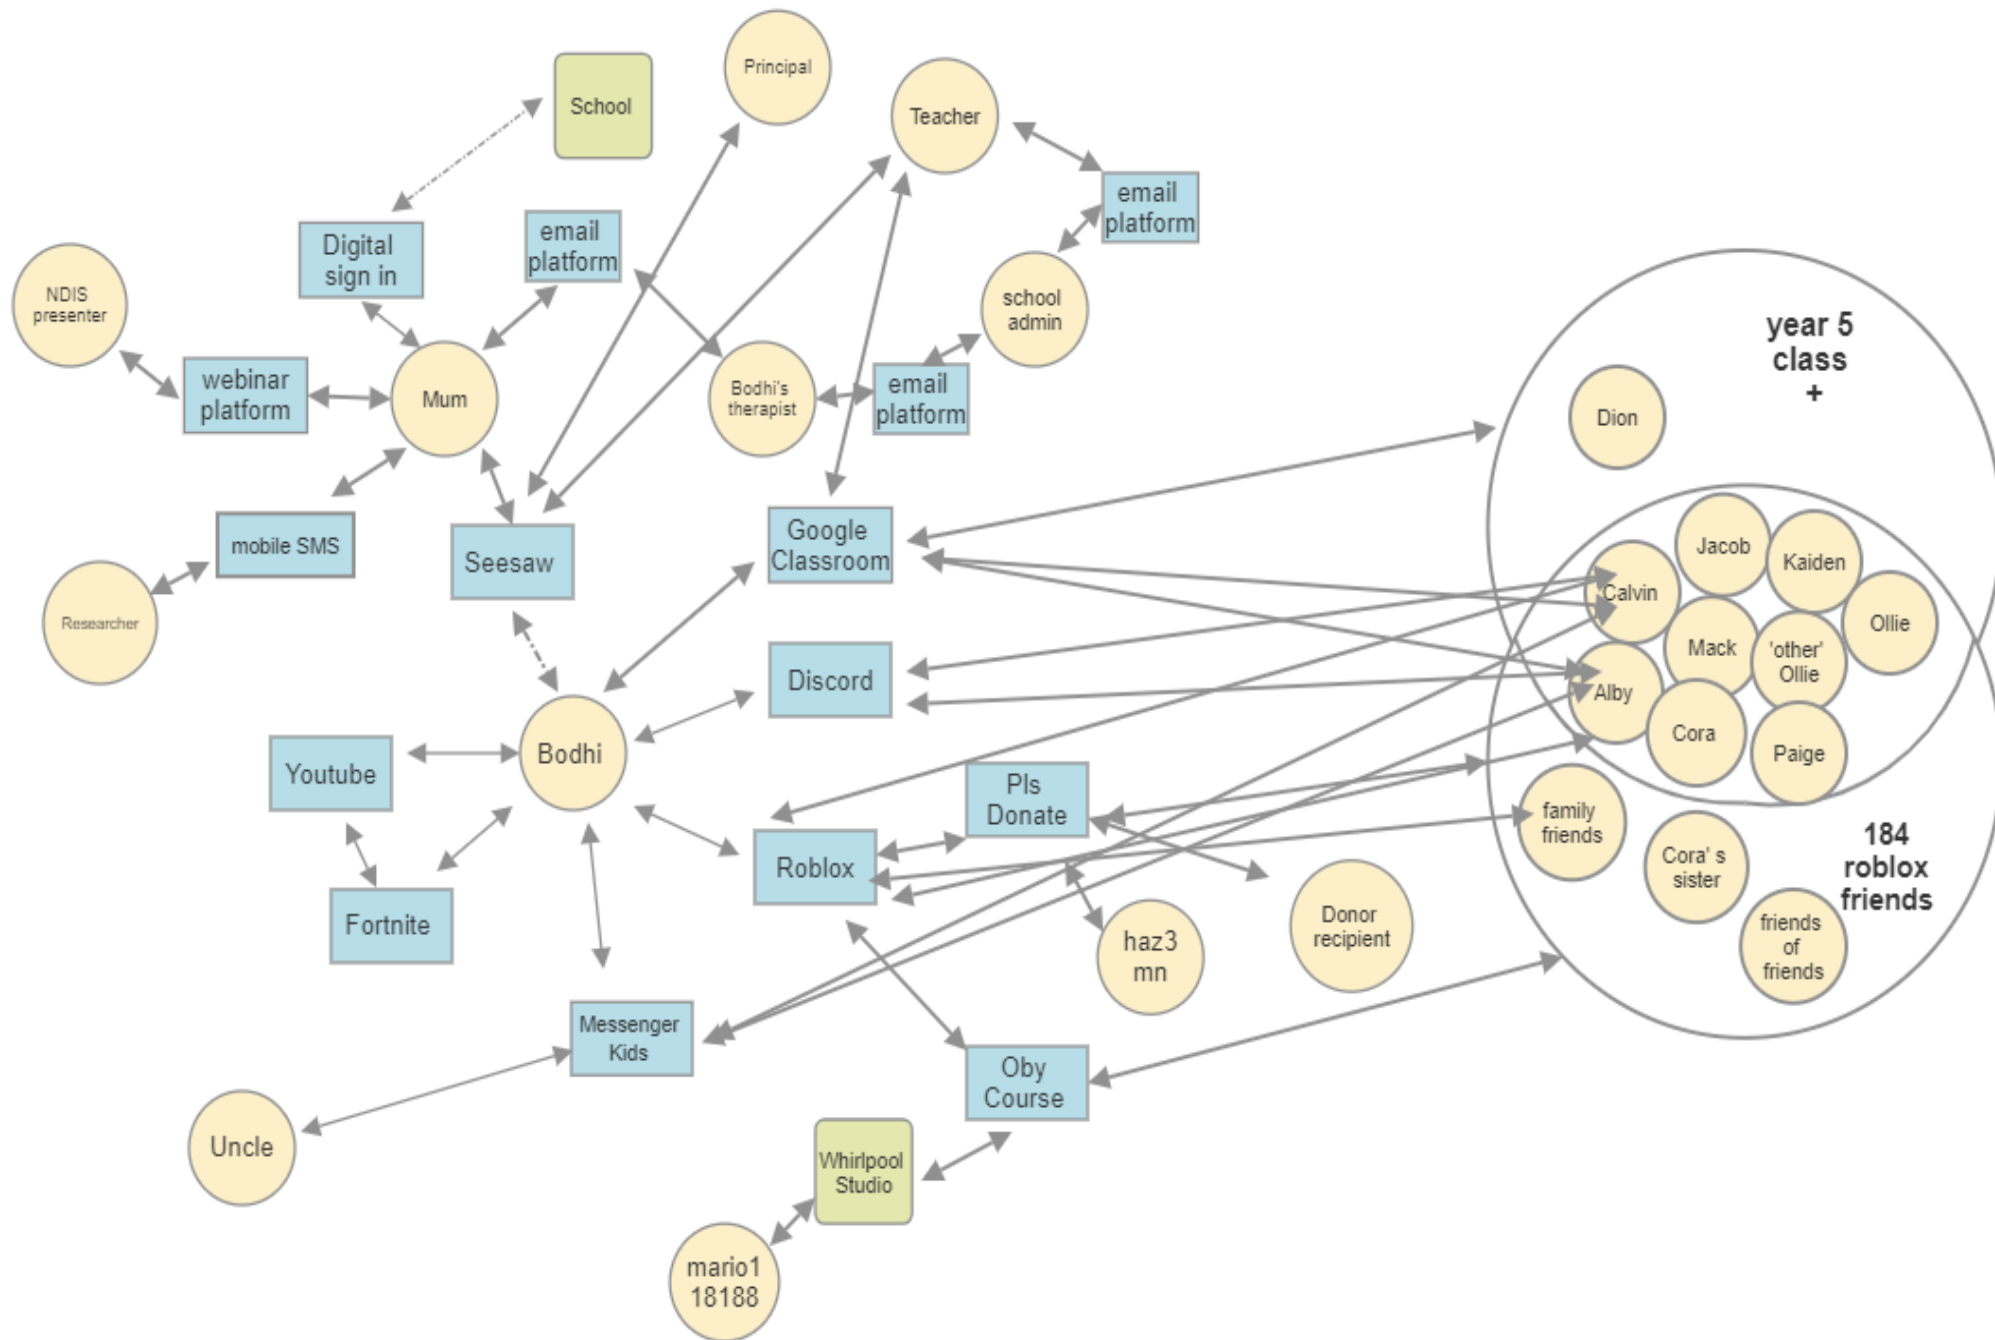 Principal
School
Teacher
email
platform
email
platform
Digital
sign in
NDIS
presenter
school
admin
year 5
class
+
webinar
platform
Mum
Bodhi's
therapist
email
platform
Dion
mobile SMS
Seesaw
Google
Classroom
Jacob
Kaiden
Calvin
Ollie
Researcher
Mack
'other'
Ollie
Discord
Alby
Bodhi
Cora
Paige
Youtube
Pls
Donate
family
friends
184
roblox
friends
Roblox
Cora' s
sister
Fortnite
Donor
recipient
haz3
mn
friends
of
friends
Messenger
Kids
Oby
Course
Uncle
Whirlpool
Studio
mario1
18188